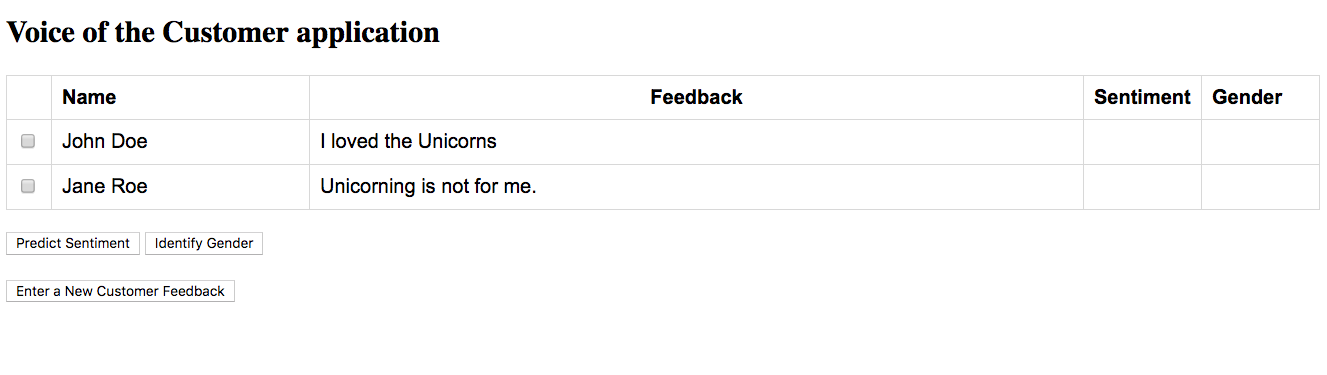 Voice of the Customer application
Name Feedback Sentiment Gender
John Doe I loved the Unicorns
Jane Roe Unicorning is not for me.
Predict Sentiment Identify Gender
Enter a New Customer Feedback